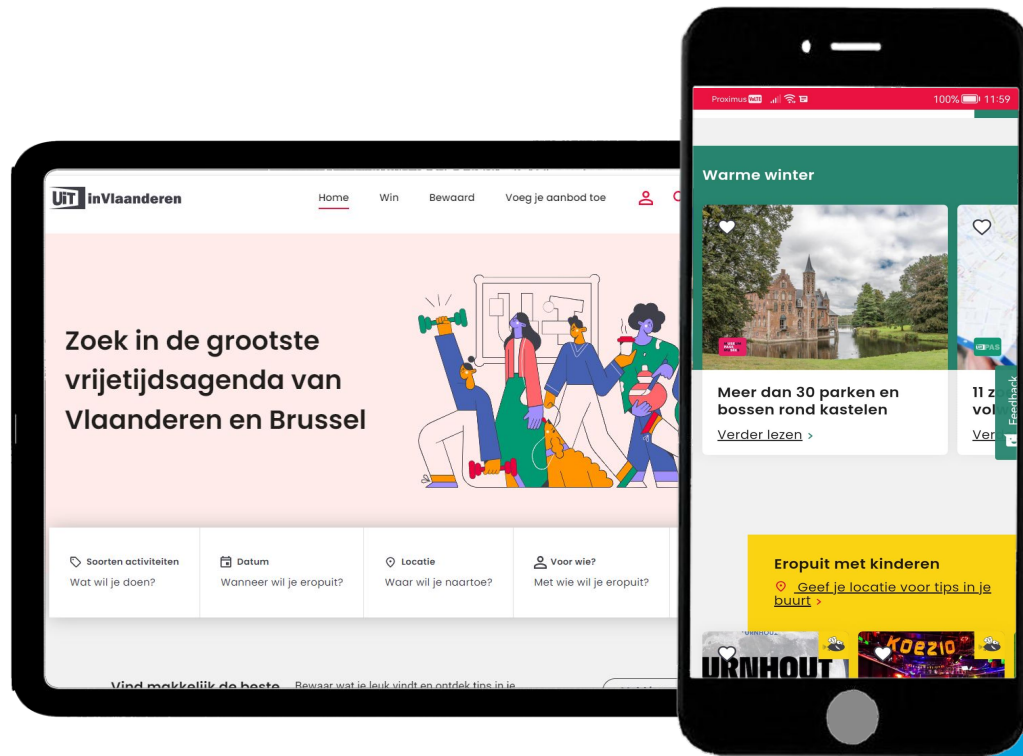 UiT inVlaanderen
Home Win Bewaard Voeg je aanbod toe
Zoek in de grootste
vrijetijdsagenda van
Vlaanderen en Brussel
Soorten activiteiten
Wat wil je doen?
Datum
Wanneer wil je eropuit?
Locatie
Waar wil je naartoe?
Voor wie?
Met wie wil je eropuit?
Vind makkelijk de beste
Bewaar wat je leuk vindt en ontdek tips in je
Proximus
100% 11:59
Warme winter
PAS
Meer dan 30 parken en
bossen rond kastelen
Verder lezen >
11
Feedback
Eropuit met kinderen
Geef je locatie voor tips in je
buurt >
URNHOUT
KOEZIO